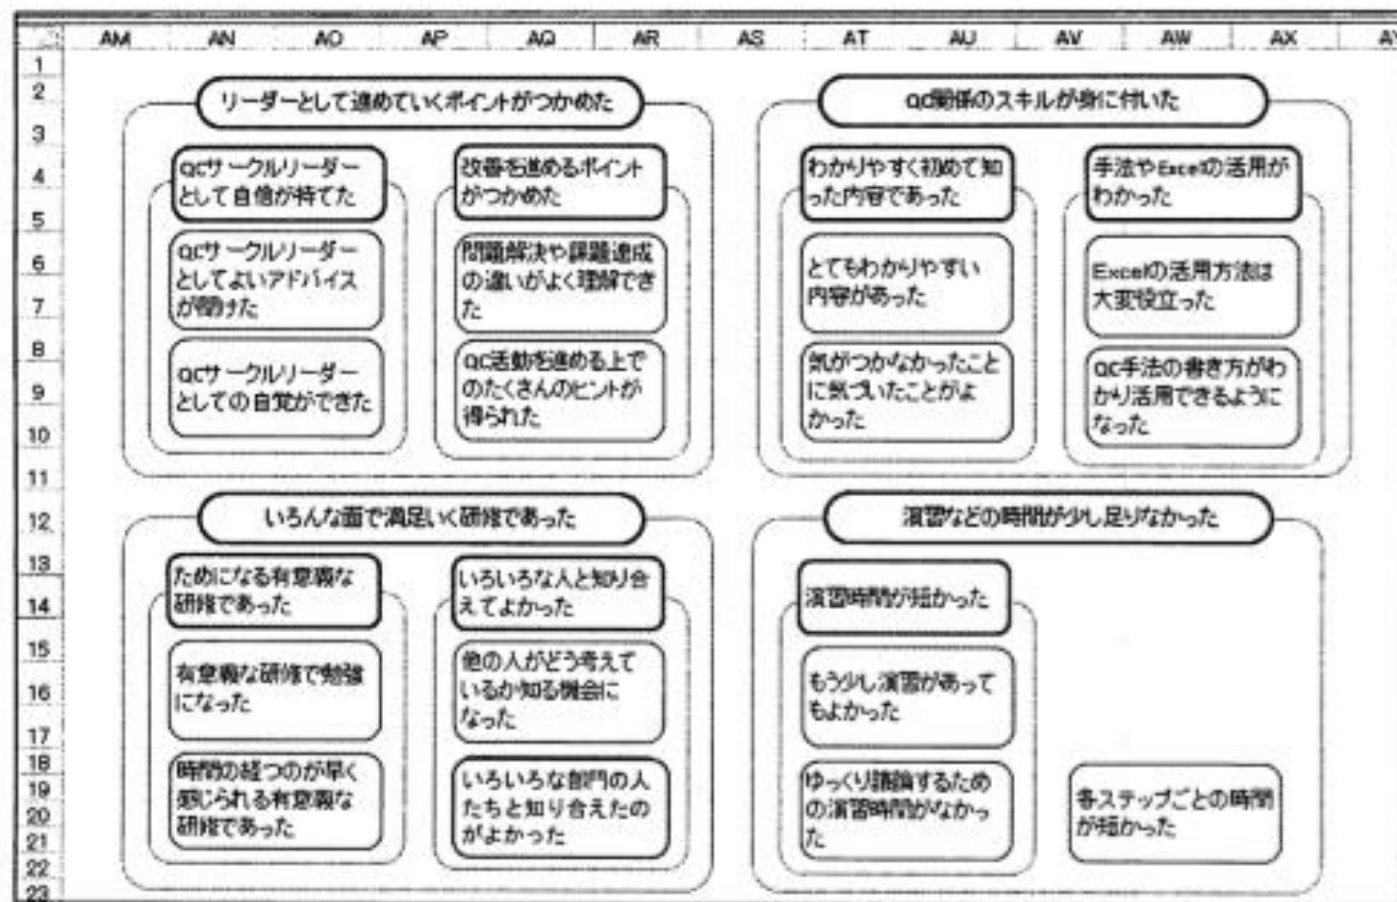 AM AN AO AP AQ AR AS AT AU AV AW AX AY
1
2
3
4
5
6
7
8
9
10
11
12
13
14
15
16
17
18
19
20
21
22
23
リーダーとして進めていくポイントがつかめた
QCサークルリーダー
として自信が持てた
QCサークルリーダー
としてよいアドバイス
が聞けた
QCサークルリーダー
としての自覚ができた
改善を進めるポイント
がつかめた
問題解決や課題達成
の違いがよく理解でき
た
QC活動を進める上で
のたくさんのヒントが
得られた
QC関係のスキルが身に付いた
わかりやすく初めて知
った内容であった
とてもわかりやすい
内容があった
気がつかなかったこと
に気づいたことがよ
かった
手法やExcelの活用が
わかった
Excelの活用方法は
大変役立った
QC手法の書き方がわ
かり活用できるように
なった
いろんな面で満足いく研修であった
ためになる有意義な
研修であった
有意義な研修で勉強
になった
時間の経つのが早く
感じられる有意義な
研修であった
いろいろな人と知り合
えてよかった
他の人がどう考えて
いるか知る機会に
なった
いろいろな部門の人
たちと知り合えたの
がよかった
演習などの時間が少し足りなかった
演習時間が短かった
もう少し演習があって
もよかった
ゆっくり議論するため
の演習時間がなかっ
た
各ステップごとの時間
が短かった